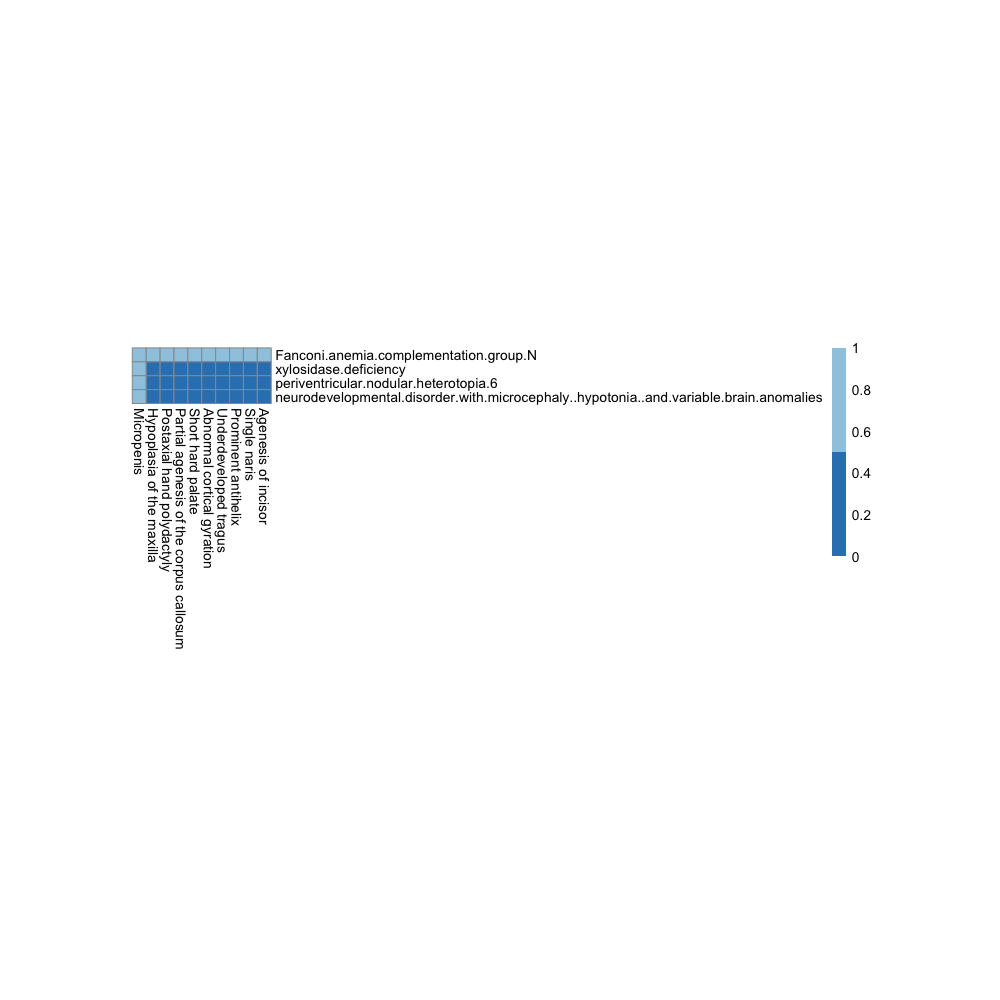 Fanconi.anemia.complementation.group.N
xylosidase.deficiency
periventricular.nodular.heterotopia.6
neurodevelopmental.disorder.with.microcephaly..hypotonia..and.variable.brain.anomalies
Micropenis
Hypoplasia of the maxilla
Postaxial hand polydactyly
Partial agenesis of the corpus callosum
Short hard palate
Abnormal cortical gyration
Underdeveloped tragus
Prominent antihelix
Single naris
Agenesis of incisor
1
0.8
0.6
0.4
0.2
0